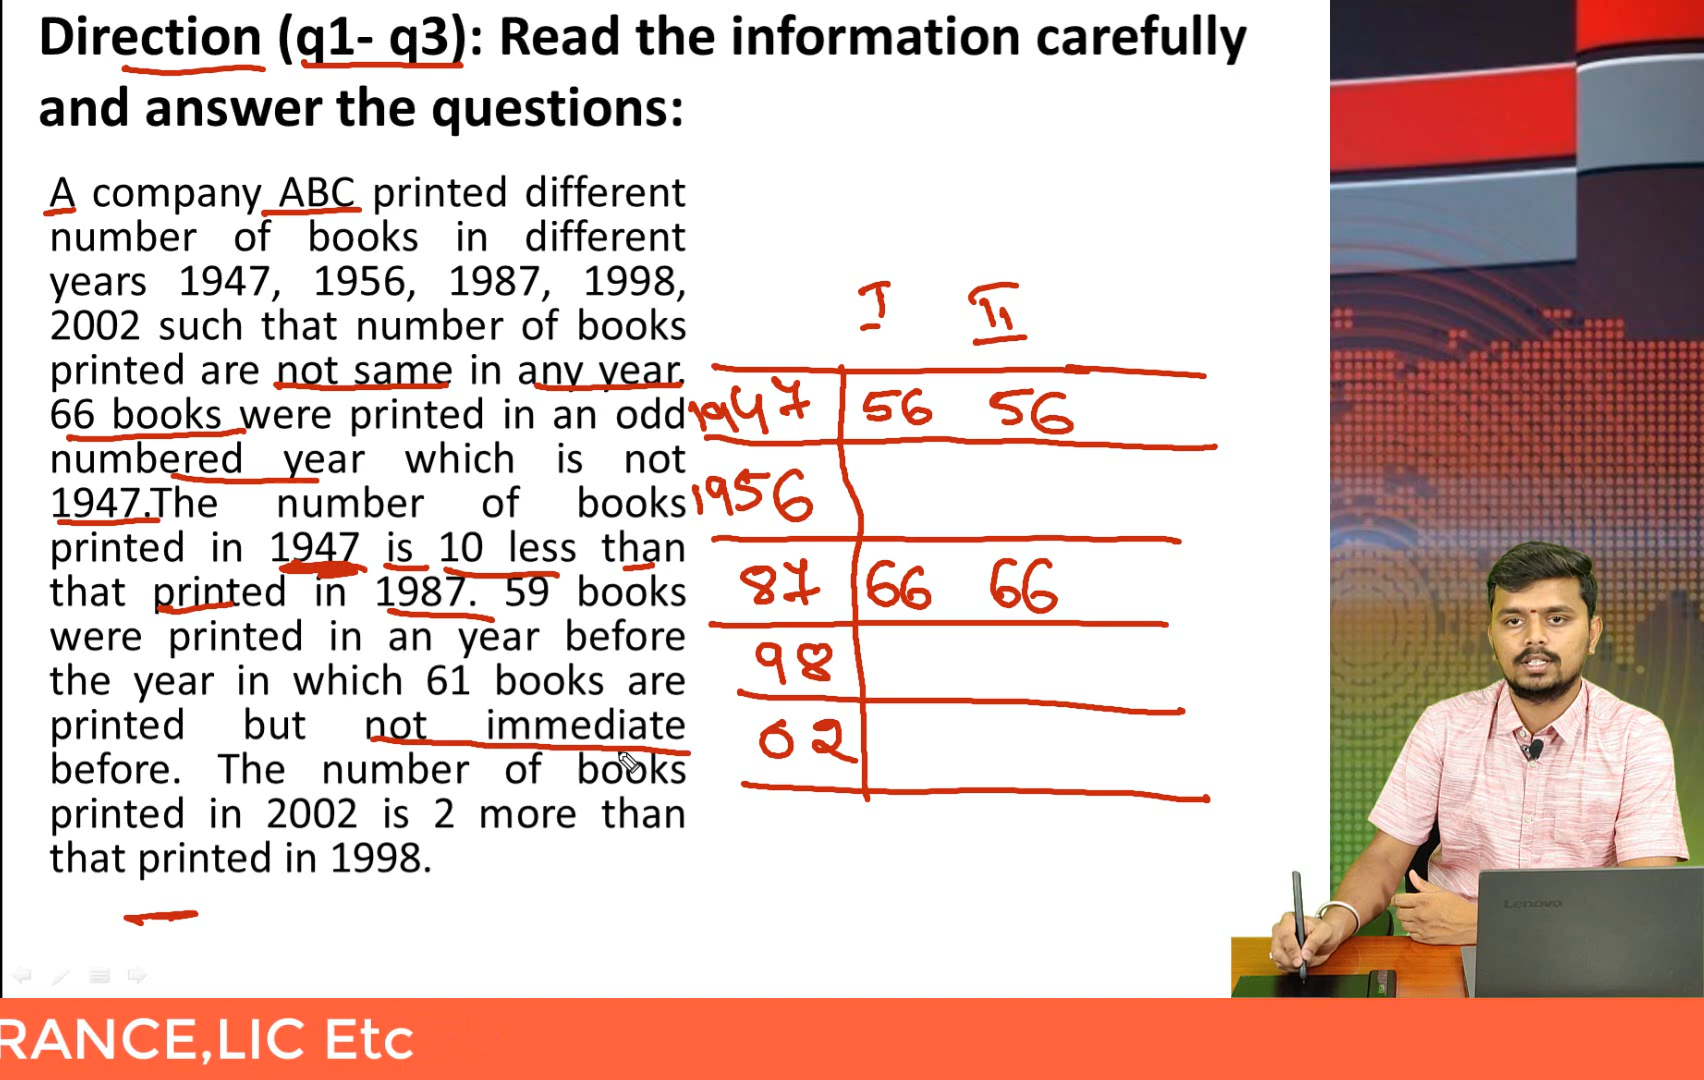 Direction (q1- q3): Read the information carefully
and answer the questions:
A company ABC printed different
number of books in different
years 1947, 1956, 1987, 1998,
2002 such that number of books
printed are not same in any year.
66 books were printed in an odd
numbered year which is not
1947.The number of books
printed in 1947 is 10 less than
that printed in 1987. 59 books
were printed in an year before
the year in which 61 books are
printed but not immediate
before. The number of books
printed in 2002 is 2 more than
that printed in 1998.
I II
1947 56 56
1956
87 66 66
98
02
Lenovo
RANCE,LIC Etc